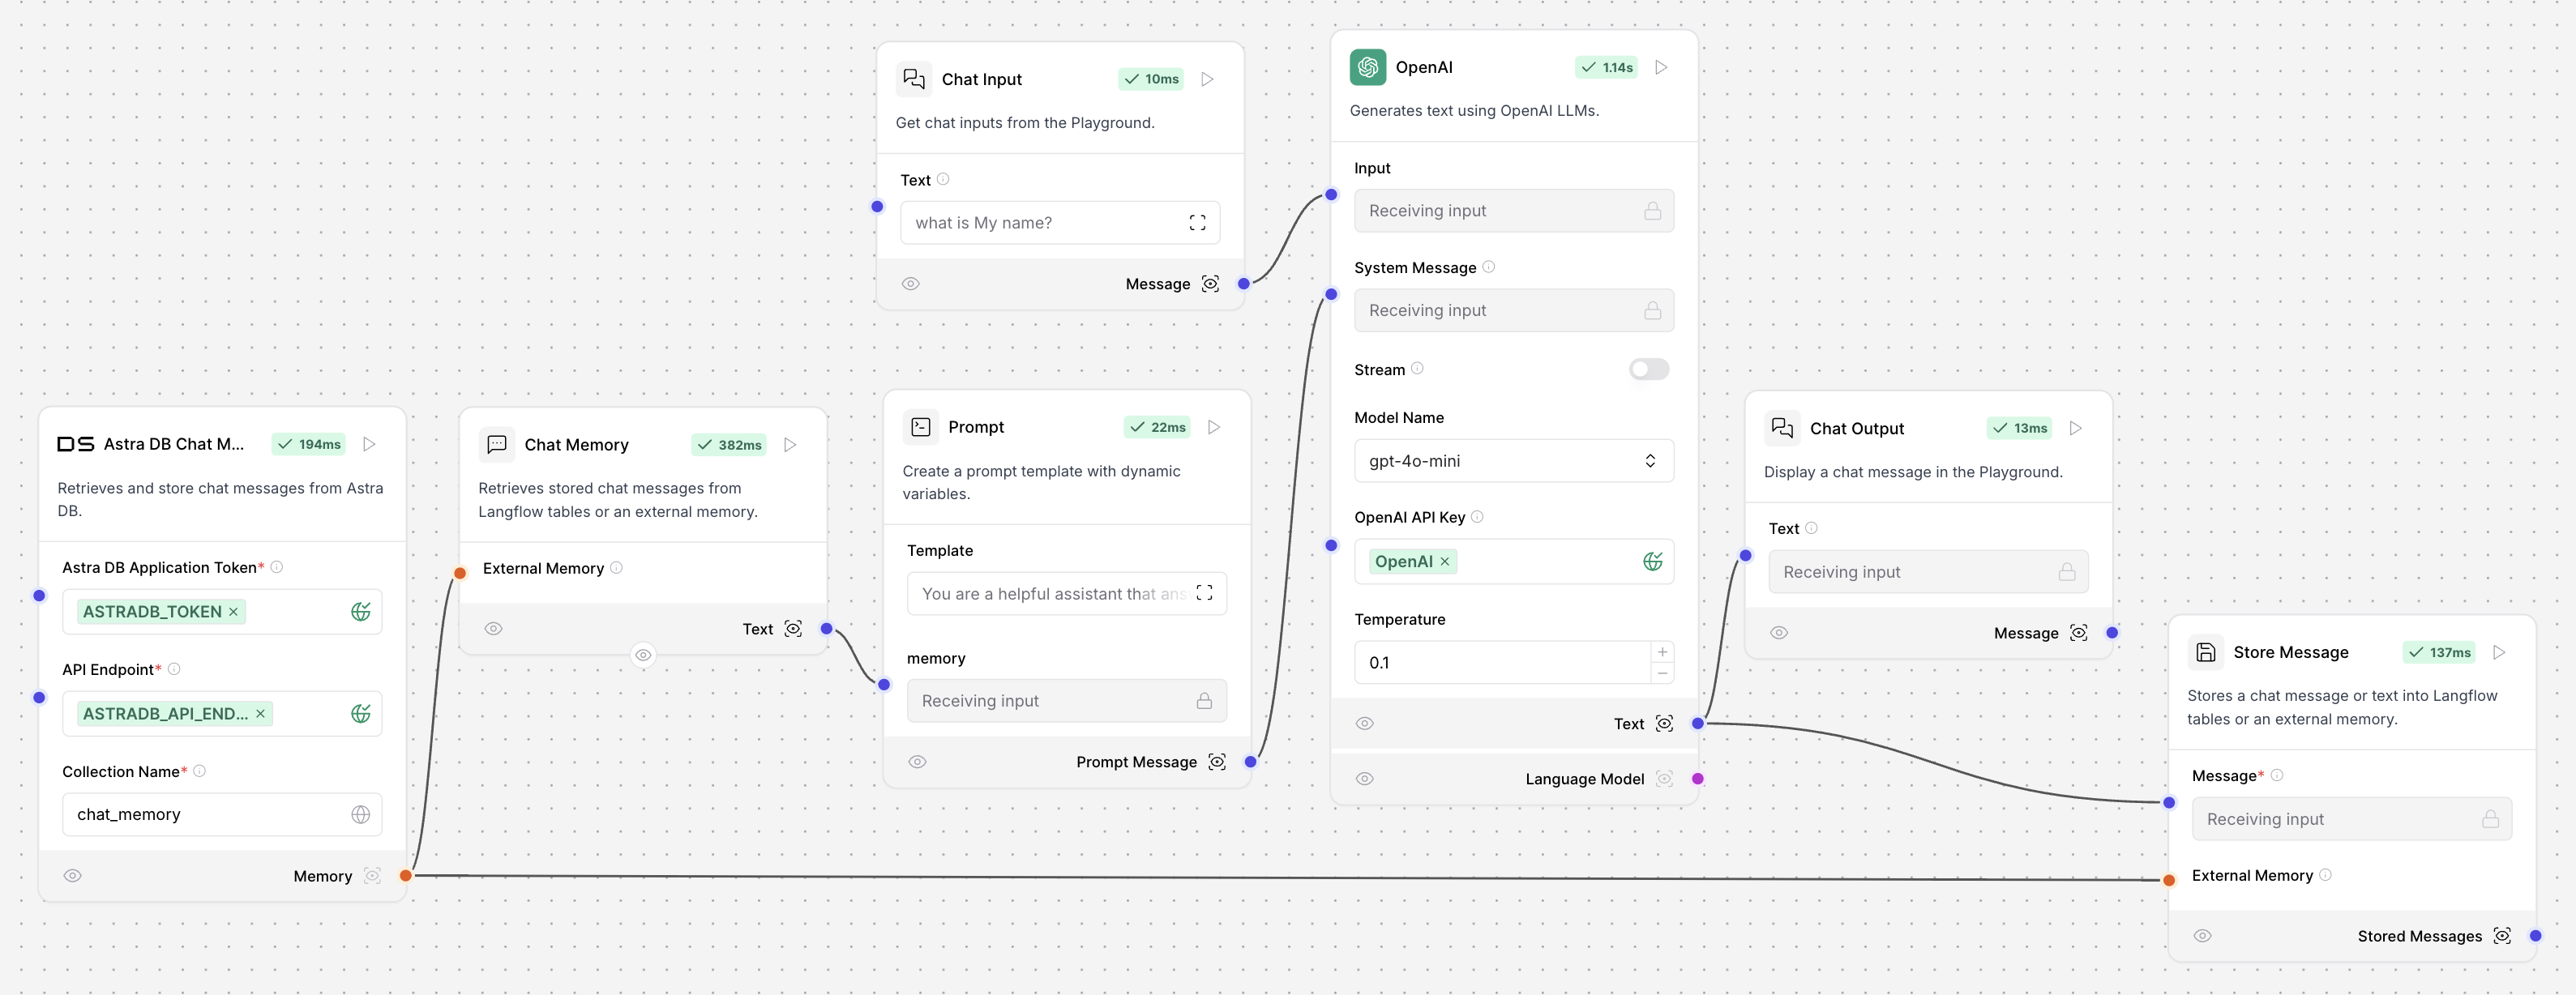 Chat Input
10ms
Get chat inputs from the Playground.
Text
what is My name?
Message
OpenAI
1.14s
Generates text using OpenAI LLMs.
Input
Receiving input
System Message
Receiving input
Stream
Model Name
gpt-4o-mini
OpenAI API Key
OpenAI ×
Temperature
0.1
Text
Language Model
DS Astra DB Chat M...
194ms
Retrieves and store chat messages from Astra
DB.
Astra DB Application Token*
ASTRADB_TOKEN ×
API Endpoint*
ASTRADB_API_END... ×
Collection Name*
chat_memory
Memory
Chat Memory
382ms
Retrieves stored chat messages from
Langflow tables or an external memory.
External Memory
Text
Prompt
22ms
Create a prompt template with dynamic
variables.
Template
You are a helpful assistant that ans
memory
Receiving input
Prompt Message
Chat Output
13ms
Display a chat message in the Playground.
Text
Receiving input
Message
Store Message
137ms
Stores a chat message or text into Langflow
tables or an external memory.
Message*
Receiving input
External Memory
Stored Messages